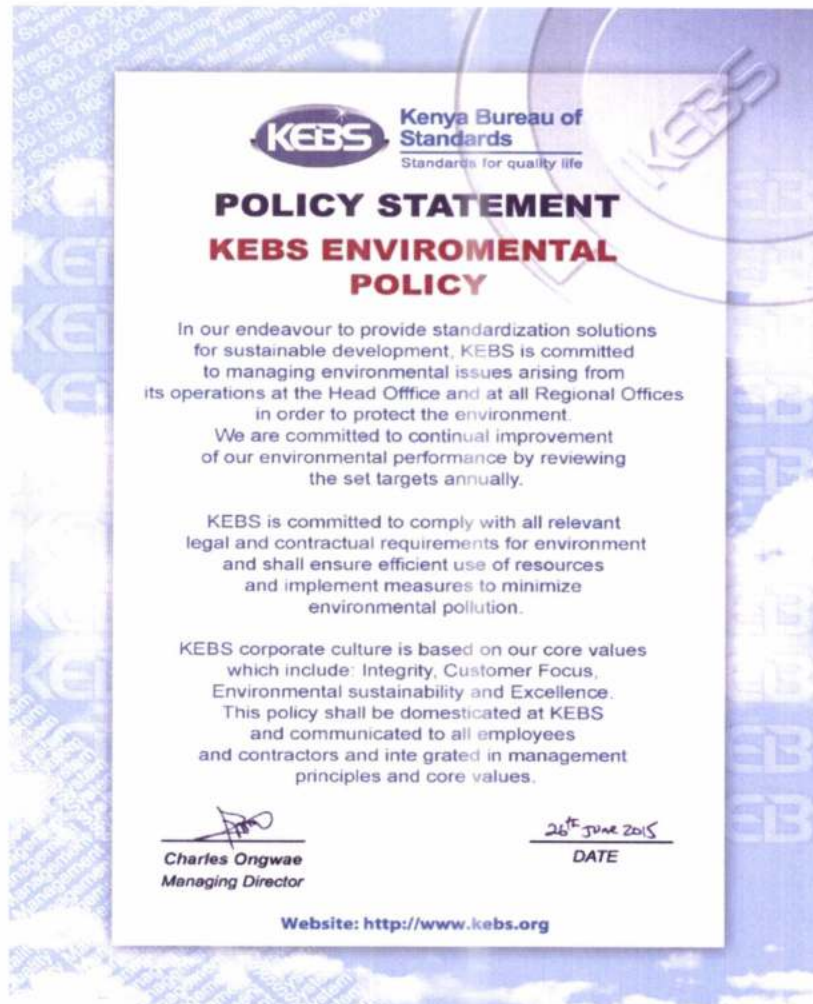 KEBS
Kenya Bureau of
Standards
Standards for quality life
KEBS
POLICY STATEMENT
KEBS ENVIROMENTAL
POLICY
In our endeavour to provide standardization solutions
for sustainable development, KEBS is committed
to managing environmental issues arising from
its operations at the Head Offfice and at all Regional Offices
in order to protect the environment.
We are committed to continual improvement
of our environmental performance by reviewing
the set targets annually.
KEBS is committed to comply with all relevant
legal and contractual requirements for environment
and shall ensure efficient use of resources
and implement measures to minimize
environmental pollution.
KEBS corporate culture is based on our core values
which include: Integrity, Customer Focus,
Environmental sustainability and Excellence.
This policy shall be domesticated at KEBS
and communicated to all employees
and contractors and inte grated in management
principles and core values.
26th JUNE 2015
Charles Ongwae
DATE
Managing Director
Website: http://www.kebs.org